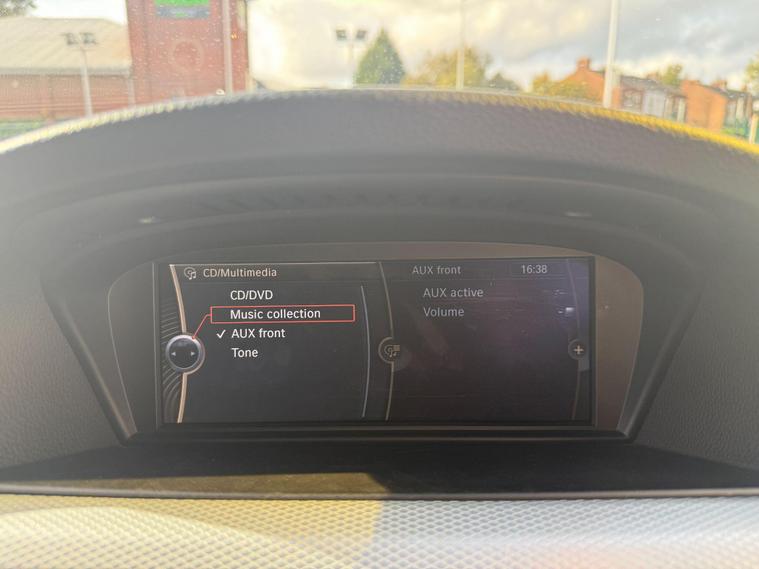 CD/Multimedia
CD/DVD
Music collection
AUX front
Tone
AUX front
16:38
AUX active
Volume